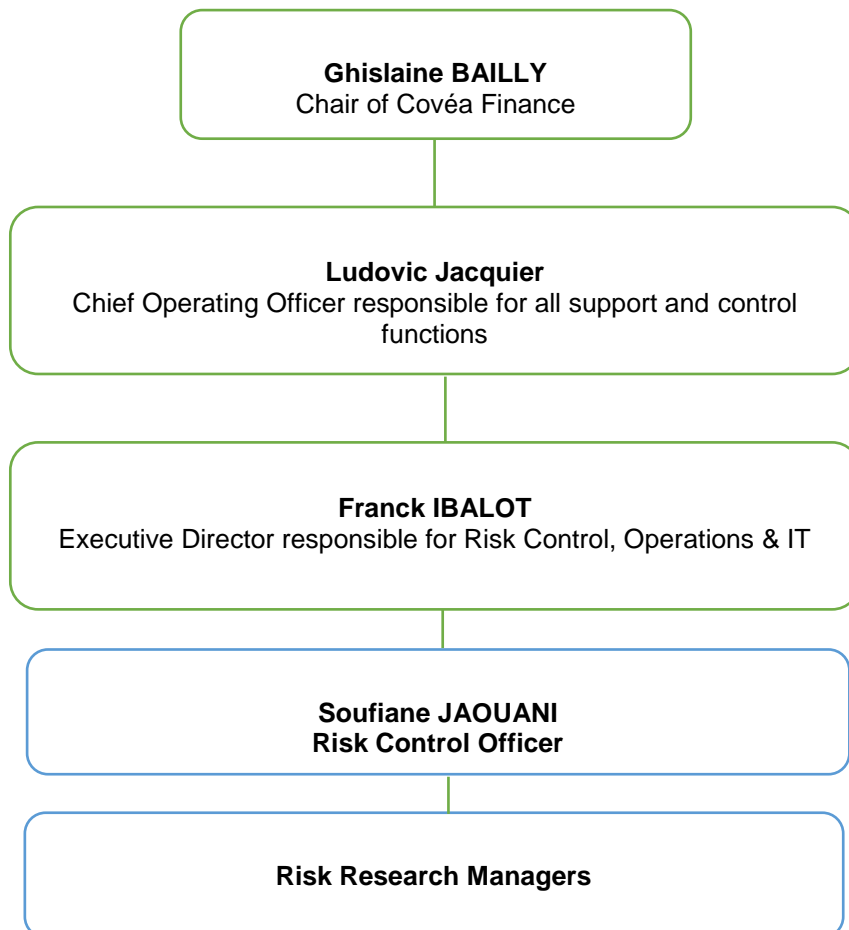 Ghislaine BAILLY
Chair of Covéa Finance
Ludovic Jacquier
Chief Operating Officer responsible for all support and control
functions
Franck IBALOT
Executive Director responsible for Risk Control, Operations & IT
Soufiane JAOUANI
Risk Control Officer
Risk Research Managers